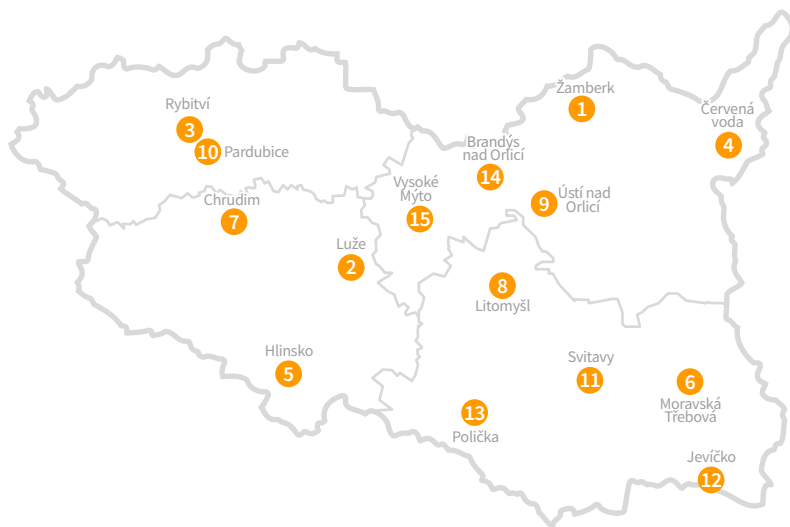 Žamberk
1
Rybitví
3
10
Pardubice
Červená
voda
4
Brandýs
nad Orlicí
14
Vysoké
Mýto
15
9
Ústí nad
Orlicí
Chrudim
7
Luže
2
8
Litomyšl
Hlinsko
5
Svitavy
11
6
Moravská
Třebová
13
Polička
Jevíčko
12